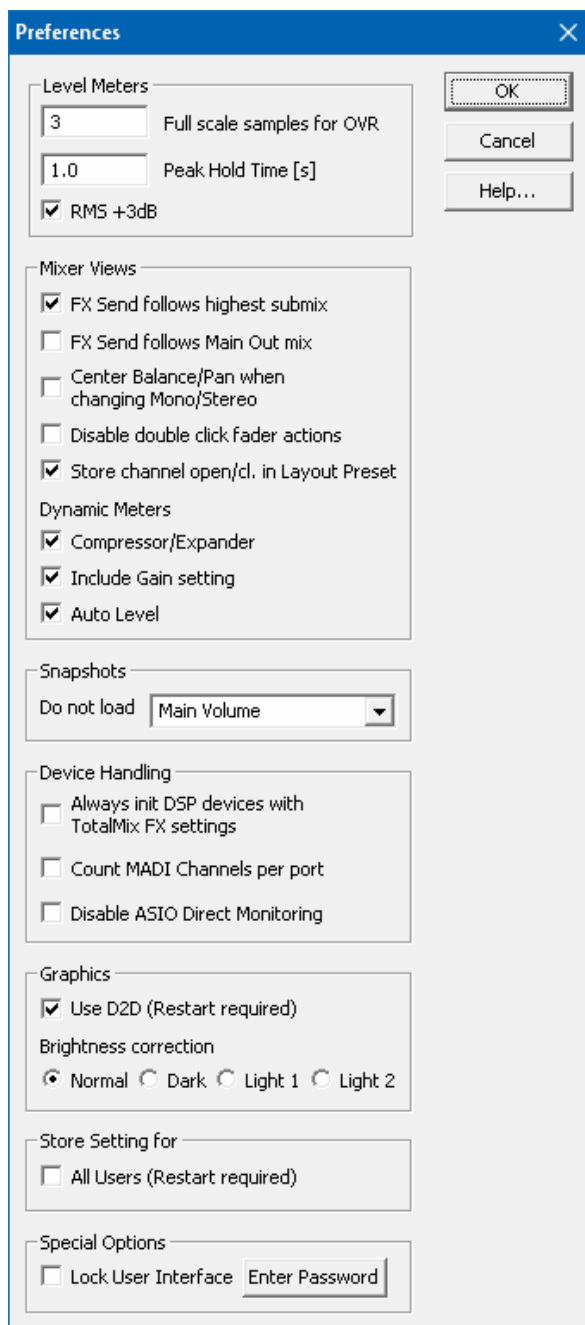 Preferences
Level Meters
OK
3 Full scale samples for OVR
Cancel
1.0 Peak Hold Time [s]
Help...
RMS +3dB
Mixer Views
FX Send follows highest submix
FX Send follows Main Out mix
Center Balance/Pan when
changing Mono/Stereo
Disable double click fader actions
Store channel open/cl. in Layout Preset
Dynamic Meters
Compressor/Expander
Include Gain setting
Auto Level
Snapshots
Do not load Main Volume
Device Handling
Always init DSP devices with
TotalMix FX settings
Count MADI Channels per port
Disable ASIO Direct Monitoring
Graphics
Use D2D (Restart required)
Brightness correction
Normal Dark Light 1 Light 2
Store Setting for
All Users (Restart required)
Special Options
Lock User Interface Enter Password